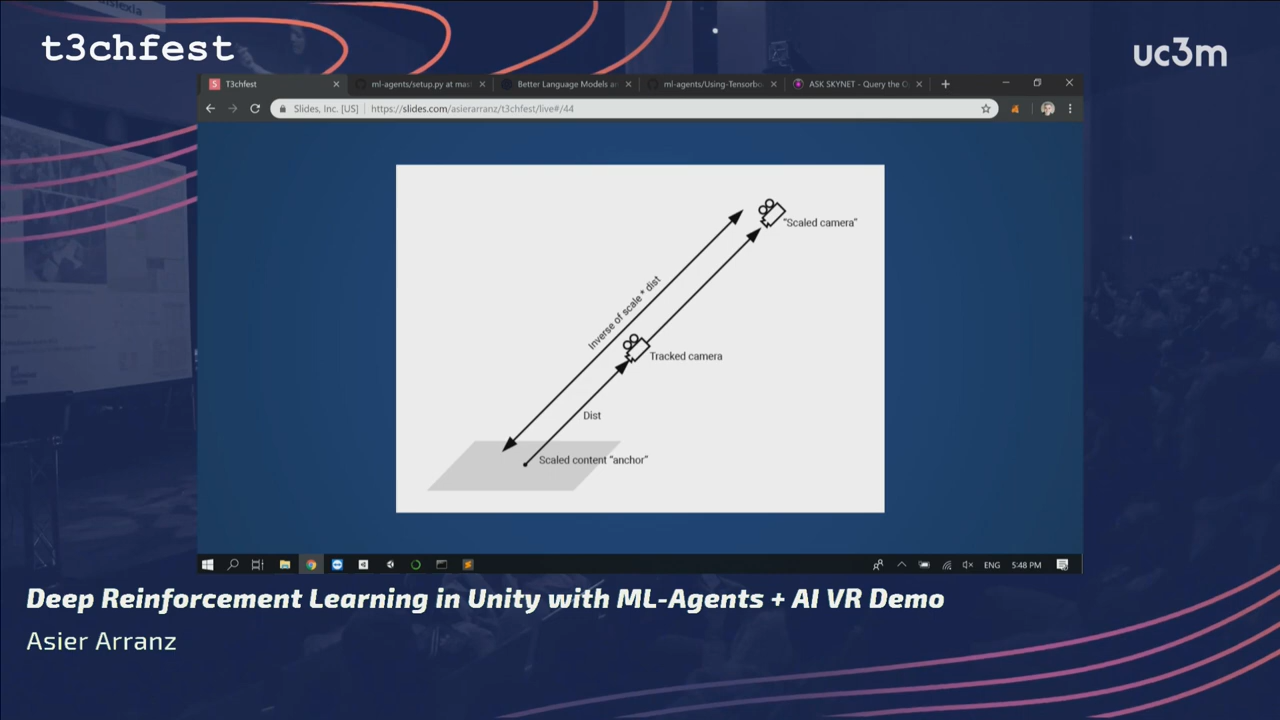 t3chfest
uc3m
T3chfest
ml-agents/setup.py at mas
Better Language Models a
ml-agents/Using-Tensorbo
ASK SKYNET - Query the C
Slides, Inc. [US]
https://slides.com/asierarranz/t3chfest/live#/44
"Scaled camera"
Inverse of scale * dist
Tracked camera
Dist
Scaled content "anchor"
ENG
5:48 PM
Deep Reinforcement Learning in Unity with ML-Agents + AI VR Demo
Asier Arranz